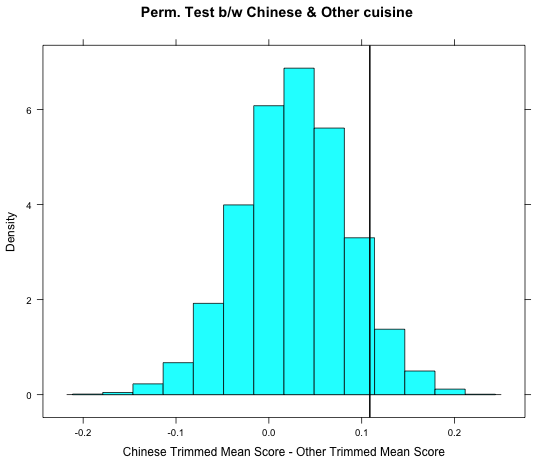 Perm. Test b/w Chinese & Other cuisine
6
4
2
0
Density
-0.2 -0.1 0.0 0.1 0.2
Chinese Trimmed Mean Score - Other Trimmed Mean Score